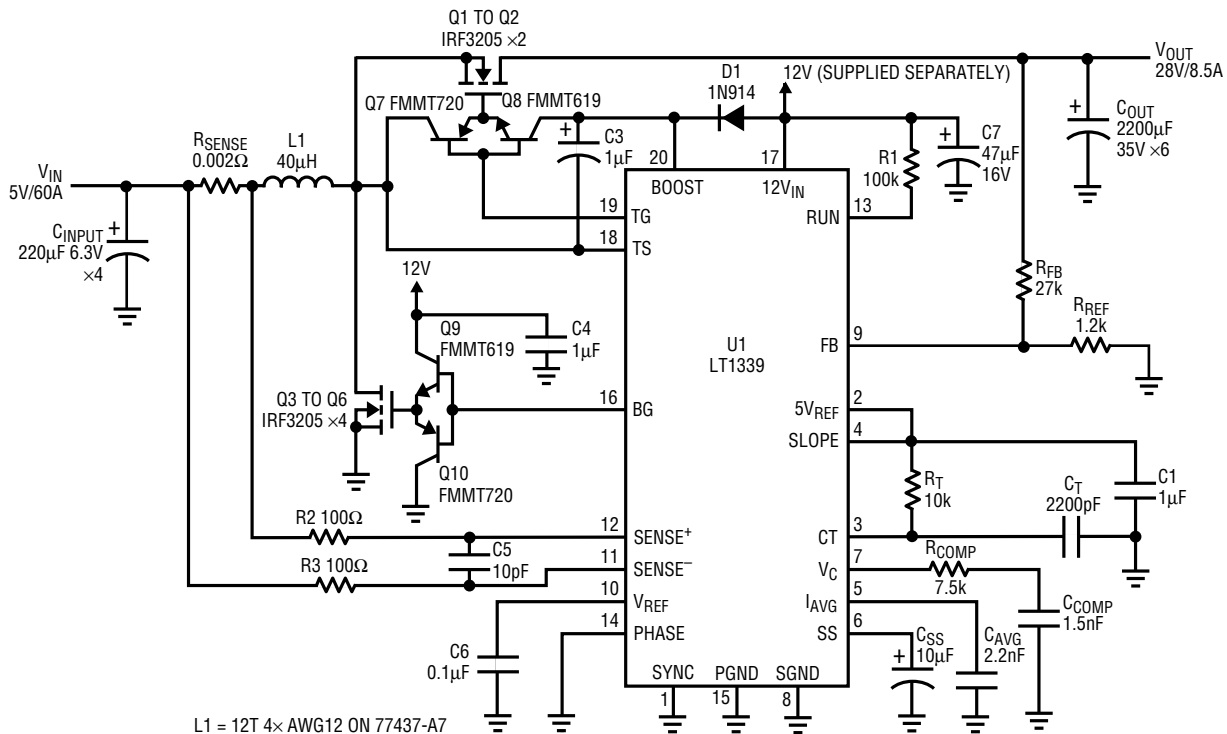 Q1 TO Q2
IRF3205 ×2
VOUT
28V/8.5A
D1
1N914
12V (SUPPLIED SEPARATELY)
Q7 FMMT720
Q8 FMMT619
+
COUT
2200µF
35V ×6
RSENSE
0.002Ω
L1
40µH
+
C3
1µF
20
17
R1
100k
+
C7
47µF
16V
VIN
5V/60A
BOOST
12VIN
13
RUN
19
TG
18
TS
+
CINPUT
220µF 6.3V
×4
12V
RFB
27k
RREF
1.2k
Q9
FMMT619
C4
1µF
U1
LT1339
9
FB
Q3 TO Q6
IRF3205 ×4
16
BG
2
5VREF
4
SLOPE
Q10
FMMT720
RT
10k
CT
2200pF
C1
1µF
R2 100Ω
12
SENSE+
3
CT
C5
10pF
R3 100Ω
11
SENSE−
7
VC
RCOMP
7.5k
10
VREF
5
IAVG
CCOMP
1.5nF
14
PHASE
6
SS
+
CSS
10µF
CAVG
2.2nF
C6
0.1µF
SYNC
PGND
SGND
1
15
8
L1 = 12T 4× AWG12 ON 77437-A7